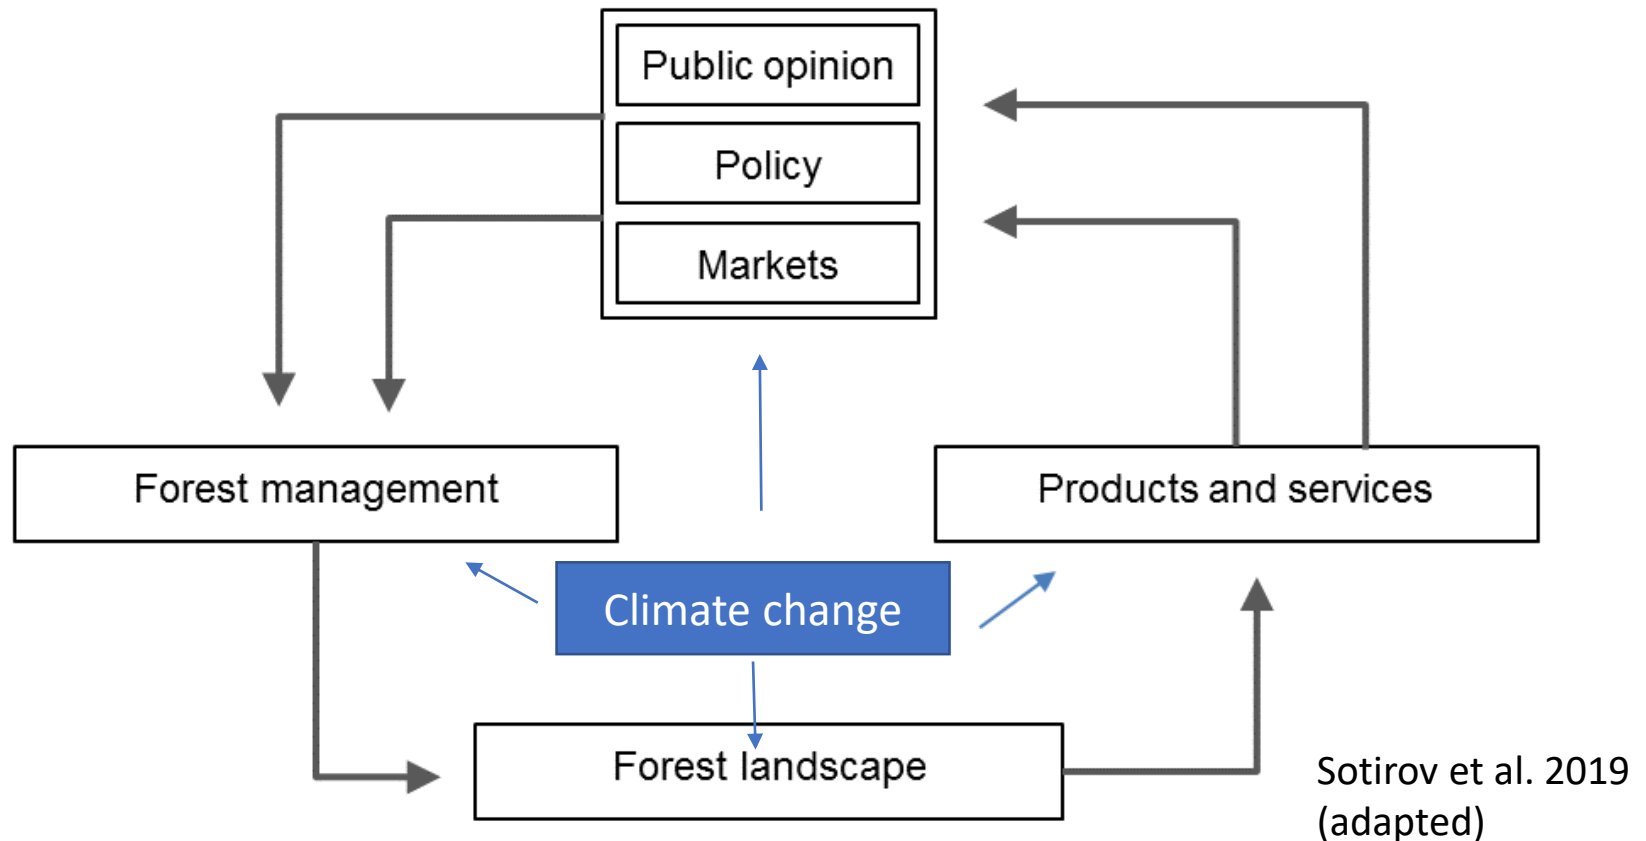 Public opinion
Policy
Markets
Forest management
Products and services
Climate change
Forest landscape
Sotirov et al. 2019
(adapted)